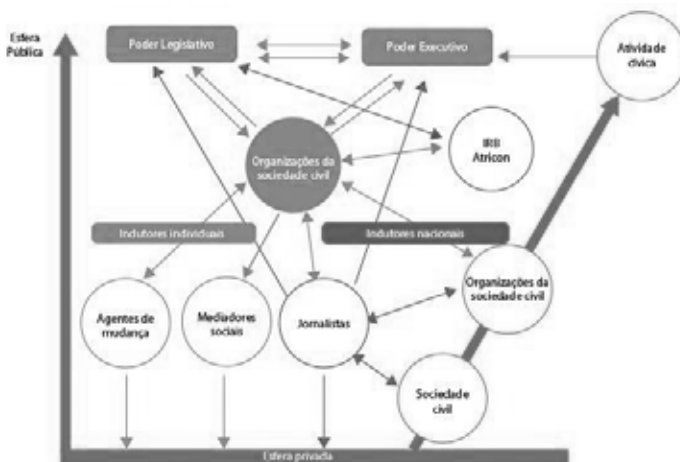 Esfera
Pública
Poder Legislativo
Poder Executivo
Atividade
cívica
Organizações da
sociedade civil
IRB
Atricon
Indutores individuais
Indutores nacionais
Agentes de
mudança
Mediadores
sociais
Jornalistas
Organizações da
sociedade civil
Sociedade
civil
Esfera privada